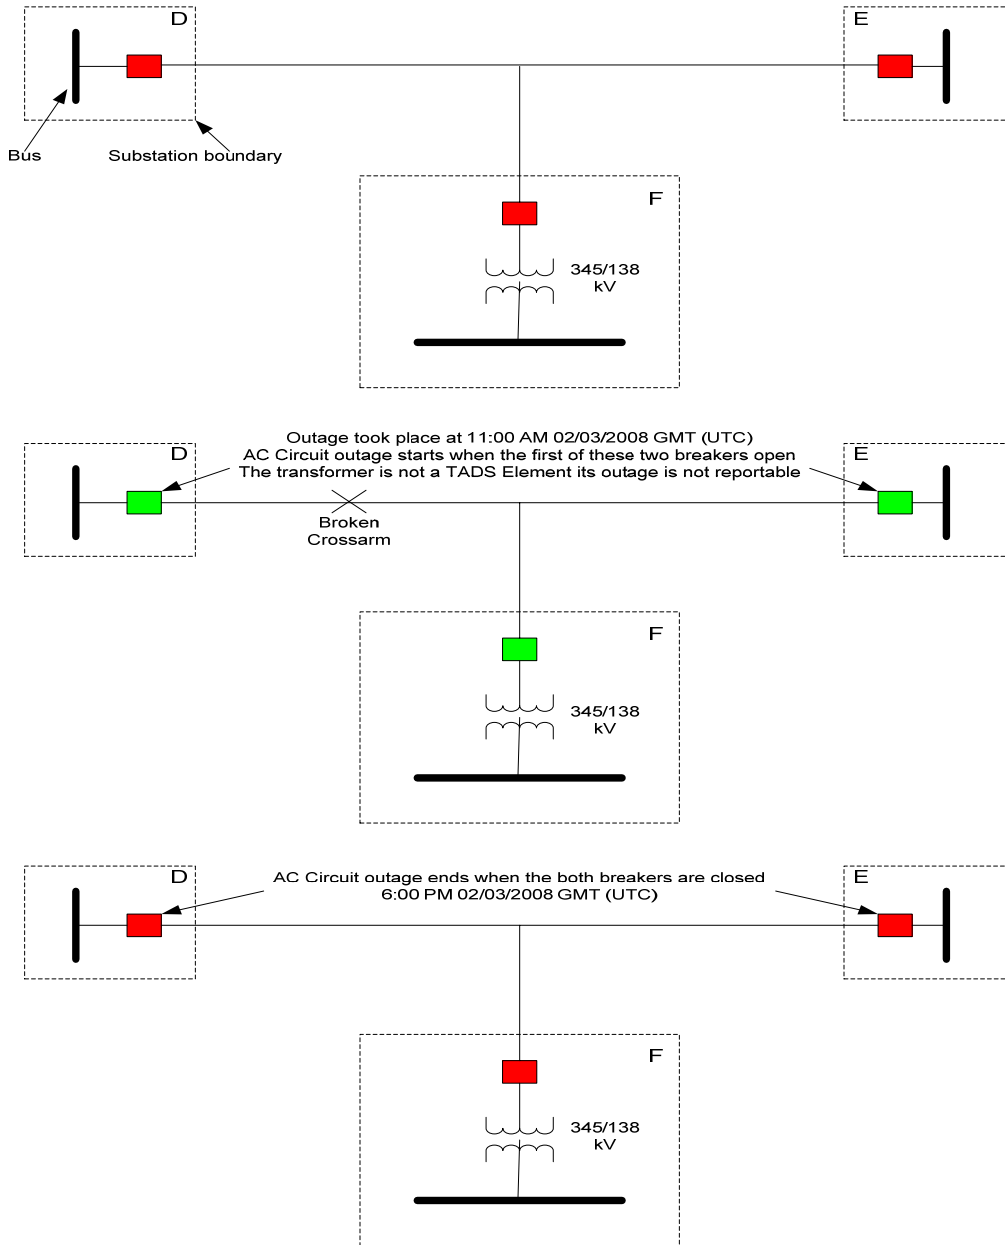 D
E
Bus
Substation boundary
F
345/138
kV
Outage took place at 11:00 AM 02/03/2008 GMT (UTC)
AC Circuit outage starts when the first of these two breakers open
The transformer is not a TADS Element its outage is not reportable
D
E
Broken
Crossarm
F
345/138
kV
D
E
AC Circuit outage ends when the both breakers are closed
6:00 PM 02/03/2008 GMT (UTC)
F
345/138
kV